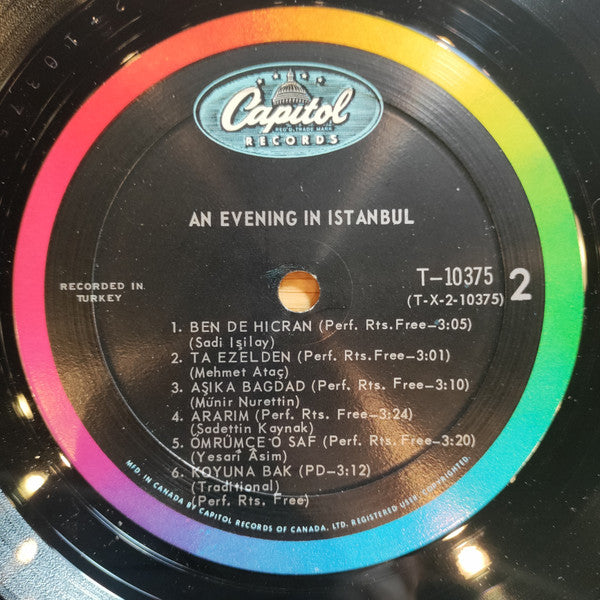 Capitol
REG'D. TRADE MARK
RECORDS
AN EVENING IN ISTANBUL
RECORDED IN
TURKEY
T-10375
(T-X-2-10375)
2
1. BEN DE HICRAN (Perf. Rts. Free-3:05)
(Sadi Işilay)
2. TA EZELDEN (Perf. Rts. Free-3:01)
(Mehmet Ataç)
3. AŞIKA BAGDAD (Perf. Rts. Free-3:10)
(Münir Nurettin)
4. ARARIM (Perf. Rts. Free-3:24)
(Sadettin Kaynak)
5. ÖMRÜMCE O SAF (Perf. Rts. Free-3:20)
(Yesarî Âsim)
6. KOYUNA BAK (PD-3:12)
(Traditional)
(Perf. Rts. Free)
MFD. IN CANADA BY CAPITOL RECORDS OF CANADA, LTD. REGISTERED USER. COPYRIGHTED.